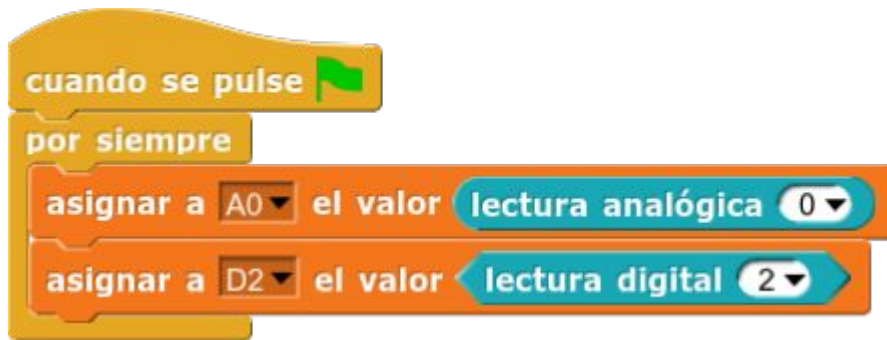 cuando se pulse
por siempre
asignar a A0 el valor lectura analógica 0
asignar a D2 el valor lectura digital 2